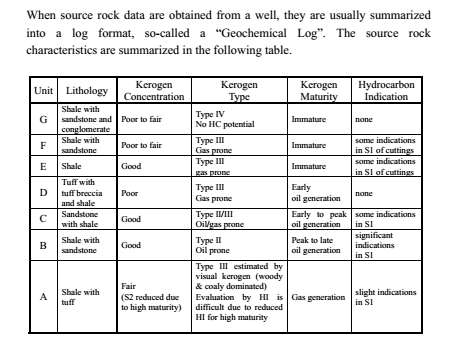 When source rock data are obtained from a well, they are usually summarized
into a log format, so-called a “Geochemical Log”. The source rock
characteristics are summarized in the following table.
Unit Lithology Kerogen Concentration Kerogen Type Kerogen Maturity Hydrocarbon Indication
G Shale with sandstone and conglomerate Poor to fair Type IV No HC potential Immature none
F Shale with sandstone Poor to fair Type III Gas prone Immature some indications in S1 of cuttings
E Shale Good Type III gas prone Immature some indications in S1 of cuttings
D Tuff with tuff breccia and shale Poor Type III Gas prone Early oil generation none
C Sandstone with shale Good Type II/III Oil/gas prone Early to peak oil generation some indications in S1
B Shale with sandstone Good Type II Oil prone Peak to late oil generation significant indications in S1
A Shale with tuff Fair (S2 reduced due to high maturity) Type III estimated by visual kerogen (woody & coaly dominated) Evaluation by HI is difficult due to reduced HI for high maturity Gas generation slight indications in S1